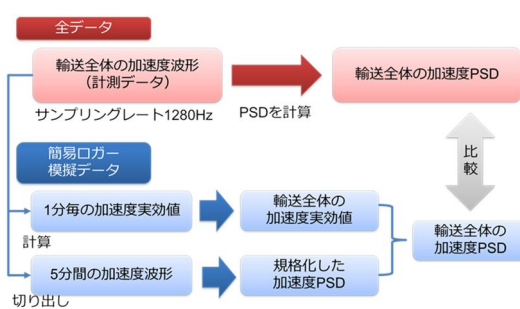 全データ
輸送全体の加速度波形
（計測データ）
サンプリングレート1280Hz
PSDを計算
輸送全体の加速度PSD
比較
簡易ロガー
模擬データ
1分毎の加速度実効値
計算
輸送全体の
加速度実効値
輸送全体の
加速度PSD
5分間の加速度波形
切り出し
規格化した
加速度PSD